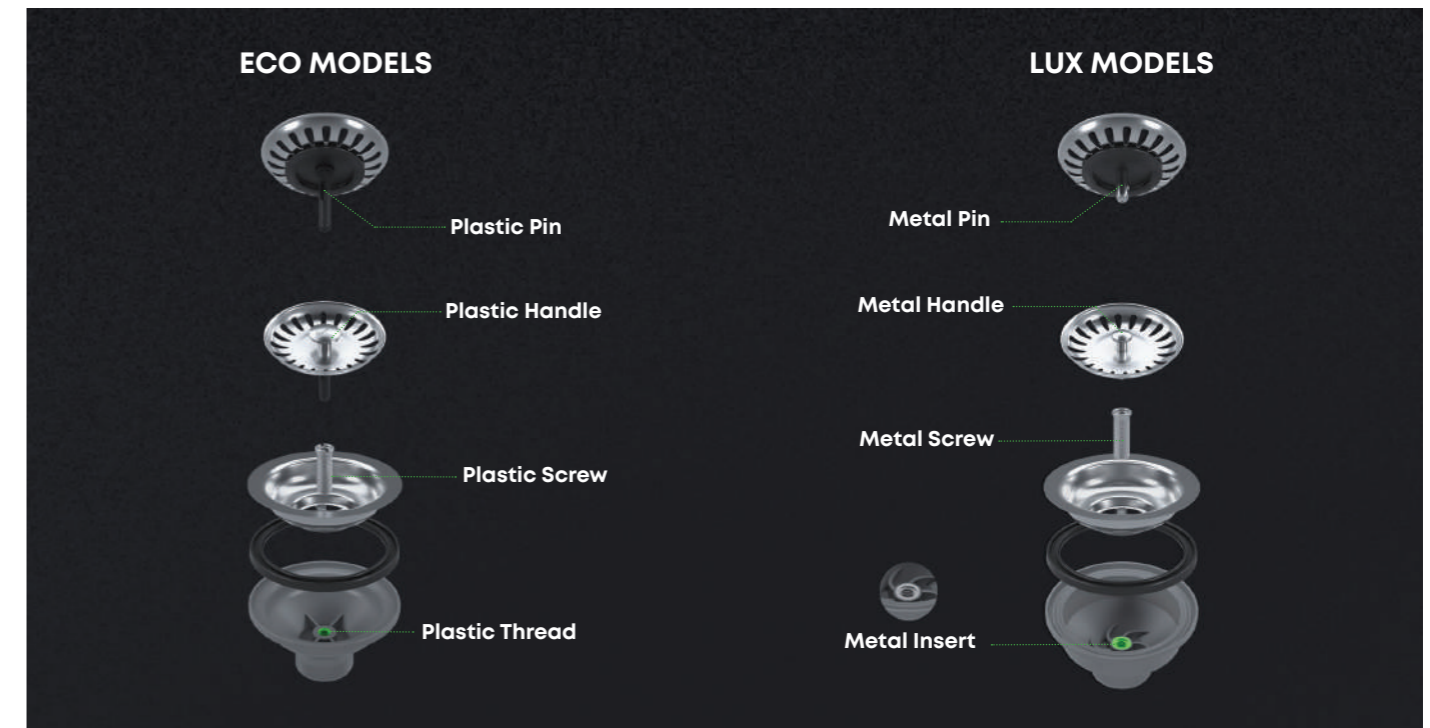 ECO MODELS
Plastic Pin
Plastic Handle
Plastic Screw
Plastic Thread
LUX MODELS
Metal Pin
Metal Handle
Metal Screw
Metal Insert